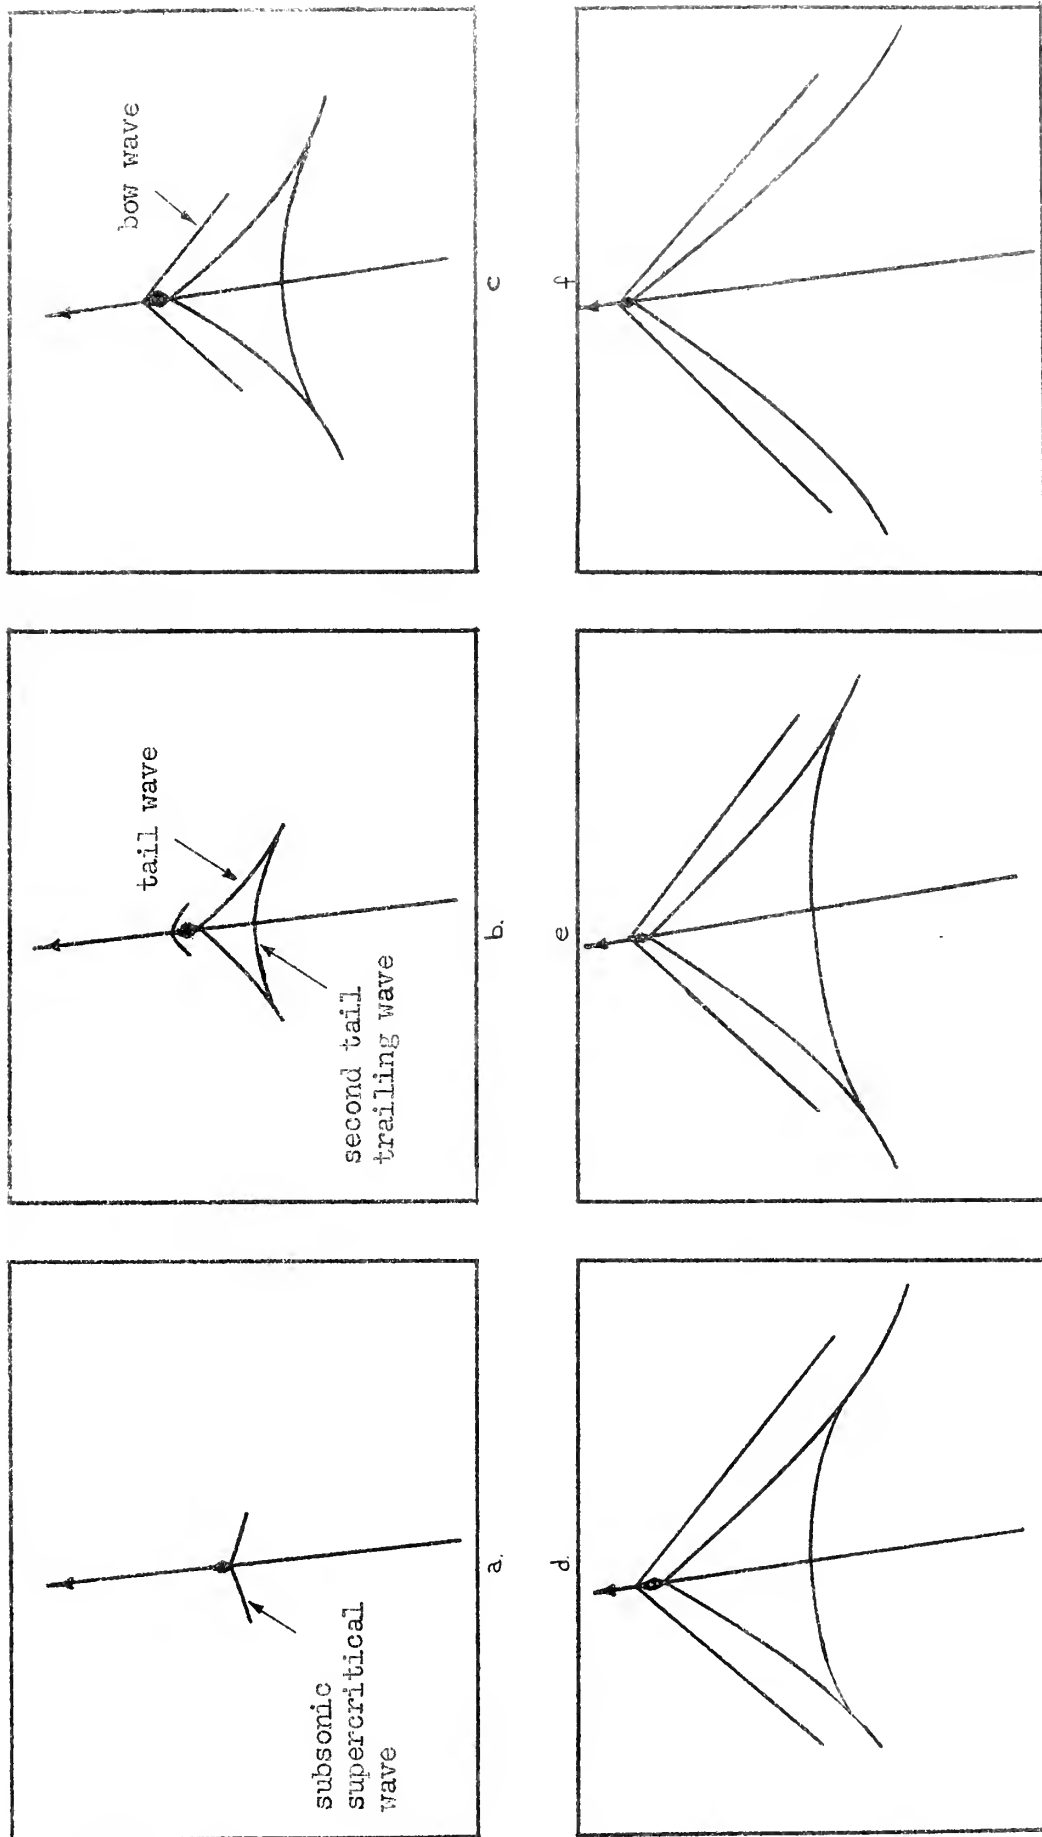 subsonic
supercritical
wave
a.
tail wave
second tail
trailing wave
b.
bow wave
c
d.
e
f